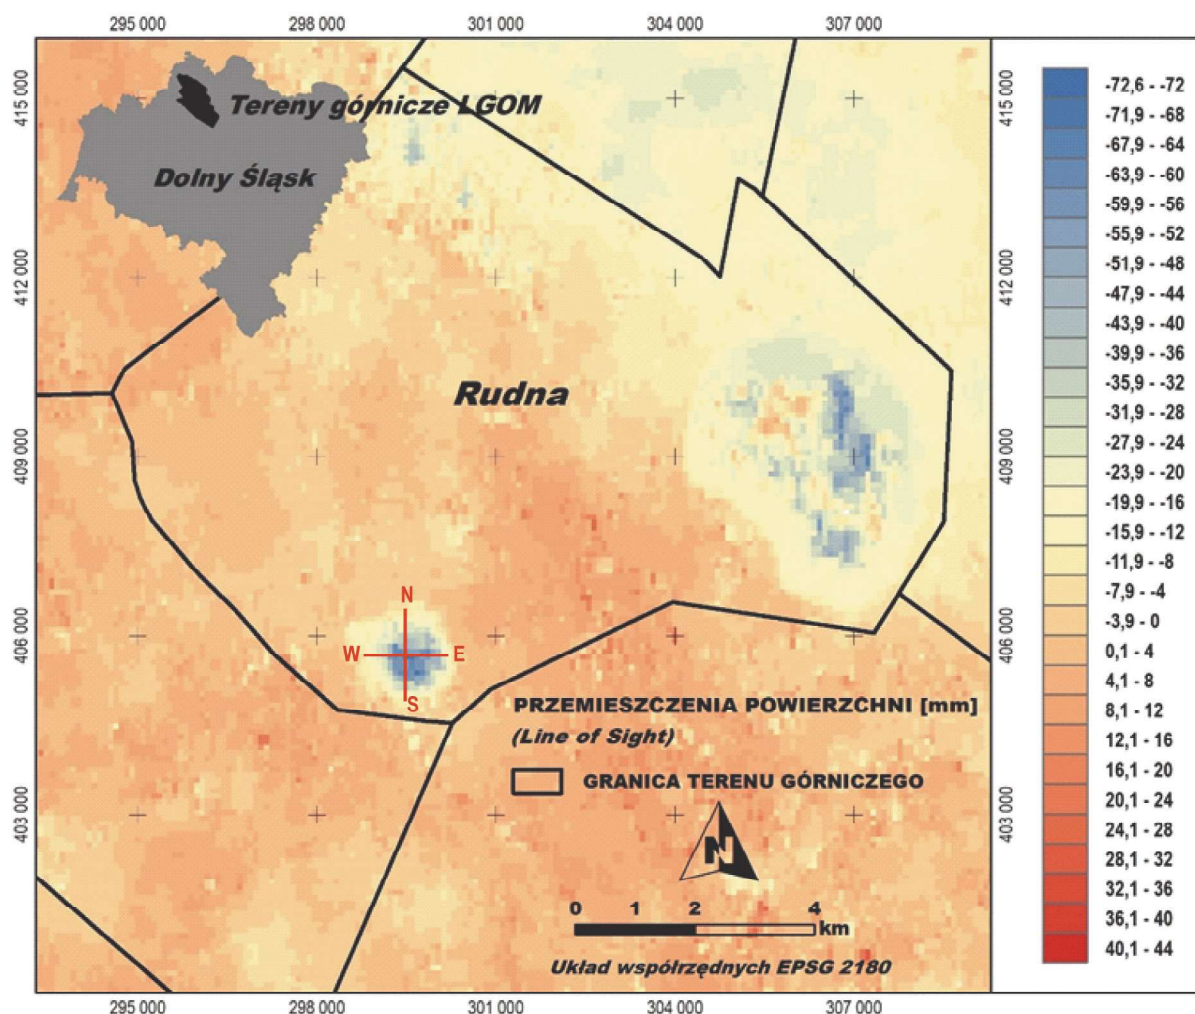 295 000 298 000 301 000 304 000 307 000
415 000
412 000
409 000
406 000
403 000
Tereny górnicze LGOM
Dolny Śląsk
Rudna
N
W E
S
PRZEMIESZCZENIA POWIERZCHNI [mm]
(Line of Sight)
GRANICA TERENU GÓRNICZEGO
N
0 1 2 4
km
Układ współrzędnych EPSG 2180
415 000
412 000
409 000
406 000
403 000
295 000 298 000 301 000 304 000 307 000
-72,6 - -72
-71,9 - -68
-67,9 - -64
-63,9 - -60
-59,9 - -56
-55,9 - -52
-51,9 - -48
-47,9 - -44
-43,9 - -40
-39,9 - -36
-35,9 - -32
-31,9 - -28
-27,9 - -24
-23,9 - -20
-19,9 - -16
-15,9 - -12
-11,9 - -8
-7,9 - -4
-3,9 - 0
0,1 - 4
4,1 - 8
8,1 - 12
12,1 - 16
16,1 - 20
20,1 - 24
24,1 - 28
28,1 - 32
32,1 - 36
36,1 - 40
40,1 - 44